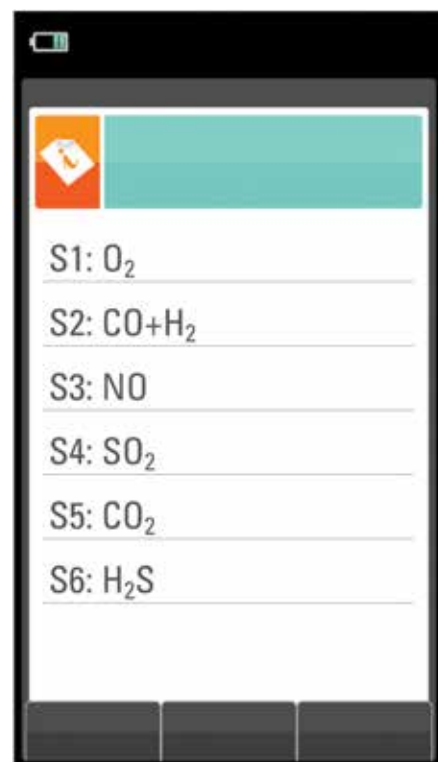 S1: O₂
S2: CO+H₂
S3: NO
S4: SO₂
S5: CO₂
S6: H₂S